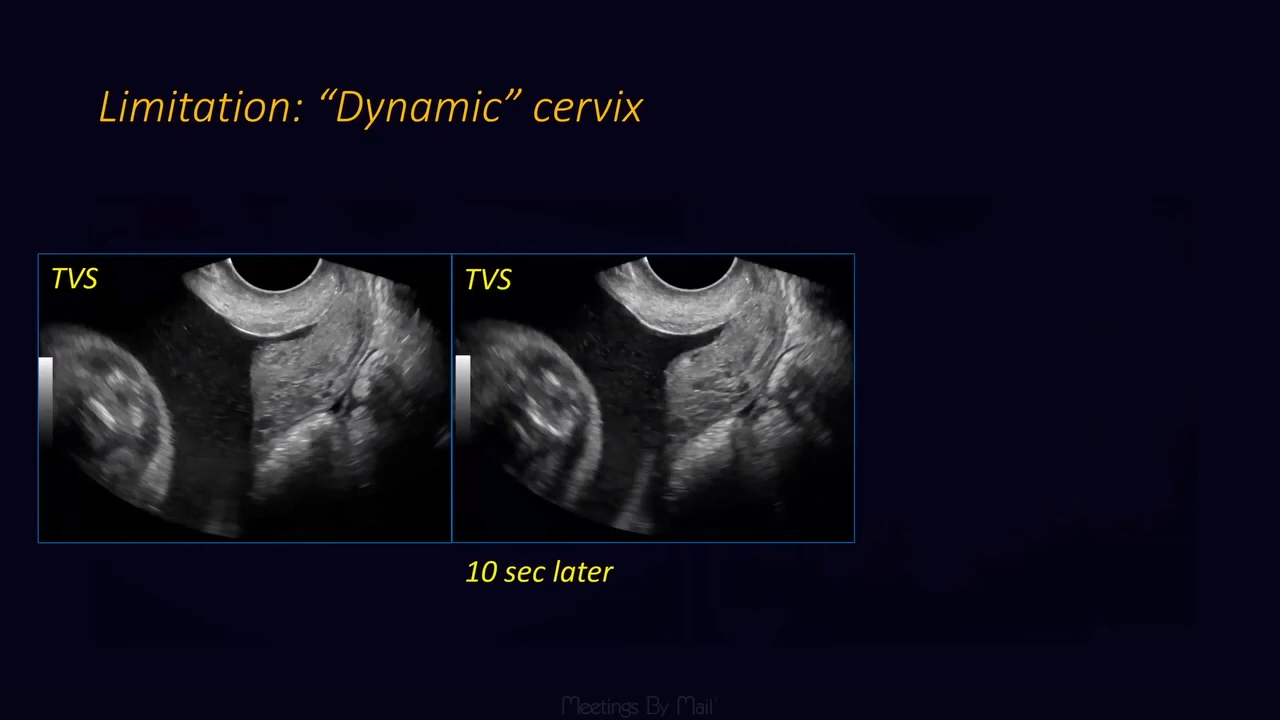 Limitation: “Dynamic” cervix
TVS
TVS
10 sec later
Meetings By Mail